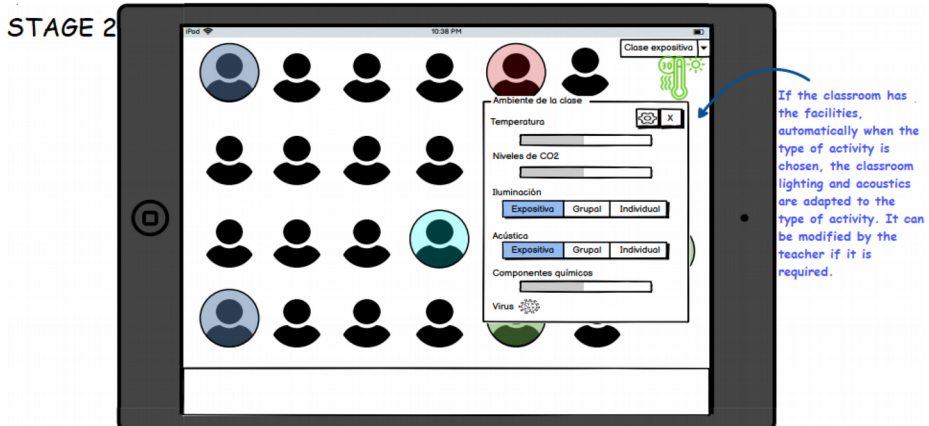 STAGE 2
iPad
10:38 PM
Clase expositiva
Ambiente de la clase
X
Temperatura
Niveles de CO2
Iluminación
Expositiva Grupal Individual
Acústica
Expositiva Grupal Individual
Componentes químicos
Virus
If the classroom has
the facilities,
automatically when the
type of activity is
chosen, the classroom
lighting and acoustics
are adapted to the
type of activity. It can
be modified by the
teacher if it is
required.